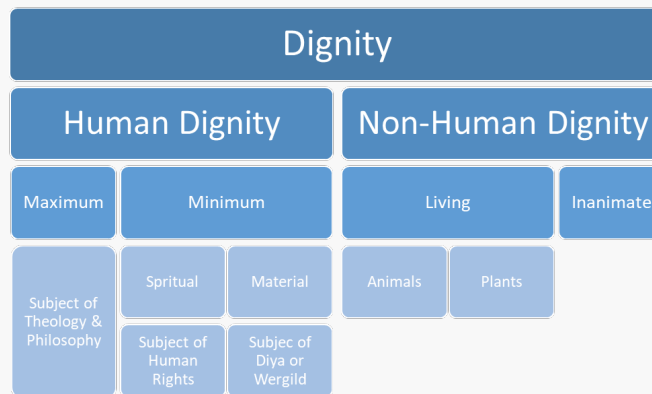 Dignity
Human Dignity
Non-Human Dignity
Maximum
Minimum
Living
Inanimate
Subject of
Theology &
Philosophy
Spritual
Material
Animals
Plants
Subject of
Human
Rights
Subjec of
Diya or
Wergild